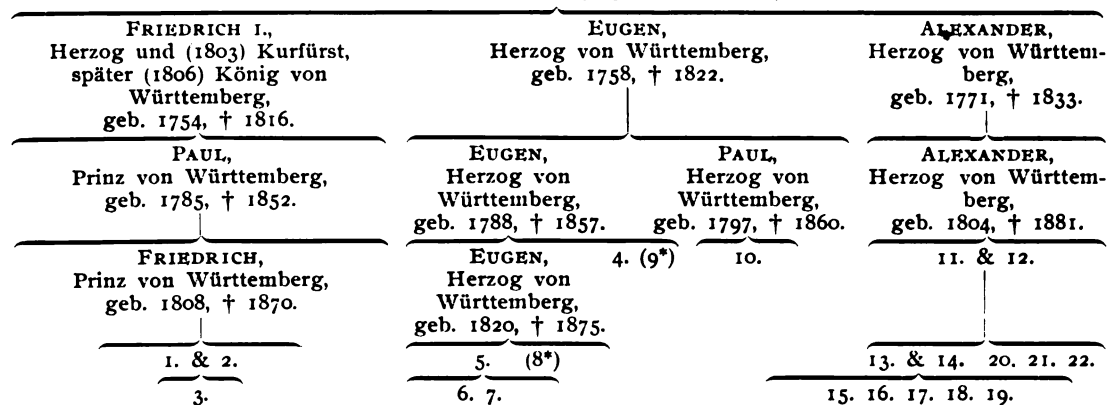 FRIEDRICH I.,
Herzog und (1803) Kurfürst,
später (1806) König von
Württemberg,
geb. 1754, † 1816.
EUGEN,
Herzog von Württemberg,
geb. 1758, † 1822.
ALEXANDER,
Herzog von Württem-
berg,
geb. 1771, † 1833.
PAUL,
Prinz von Württemberg,
geb. 1785, † 1852.
EUGEN,
Herzog von
Württemberg,
geb. 1788, † 1857.
PAUL,
Herzog von
Württemberg,
geb. 1797, † 1860.
ALEXANDER,
Herzog von Württem-
berg,
geb. 1804, † 1881.
FRIEDRICH,
Prinz von Württemberg,
geb. 1808, † 1870.
EUGEN,
Herzog von
Württemberg,
geb. 1820, † 1875.
4. (9*)
10.
11. & 12.
1. & 2.
5. (8*)
13. & 14. 20. 21. 22.
3.
6. 7.
15. 16. 17. 18. 19.